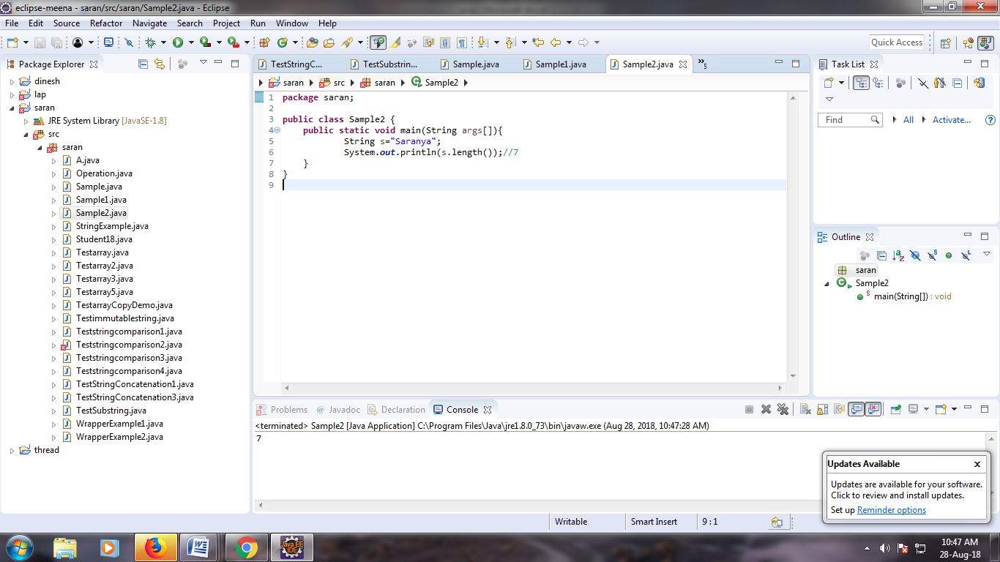 eclipse-meena - saran/src/saran/Sample2.java - Eclipse
File Edit Source Refactor Navigate Search Project Run Window Help
Quick Access
Package Explorer
dinesh
lap
saran
JRE System Library [JavaSE-1.8]
src
saran
A.java
Operation.java
Sample.java
Sample1.java
Sample2.java
StringExample.java
Student18.java
Testarray.java
Testarray2.java
Testarray3.java
Testarray5.java
TestarrayCopyDemo.java
Testimmutablestring.java
Teststringcomparison1.java
Teststringcomparison2.java
Teststringcomparison3.java
Teststringcomparison4.java
TestStringConcatenation1.java
TestStringConcatenation3.java
TestSubstring.java
WrapperExample1.java
WrapperExample2.java
thread
TestStringC... TestSubstrin... Sample.java Sample1.java Sample2.java »5
saran src saran Sample2
1 package saran;
2
3 public class Sample2 {
4 public static void main(String args[]){
5 String s="Saranya";
6 System.out.println(s.length());//7
7 }
8 }
9
Problems @ Javadoc Declaration Console
<terminated> Sample2 [Java Application] C:\Program Files\Java\jre1.8.0_73\bin\javaw.exe (Aug 28, 2018, 10:47:28 AM)
7
Task List
Find All Activate...
Outline
saran
Sample2
main(String[]) : void
Updates Available
Updates are available for your software.
Click to review and install updates.
Set up Reminder options
Writable Smart Insert 9 : 1
Java EE
IDE
10:47 AM
28-Aug-18